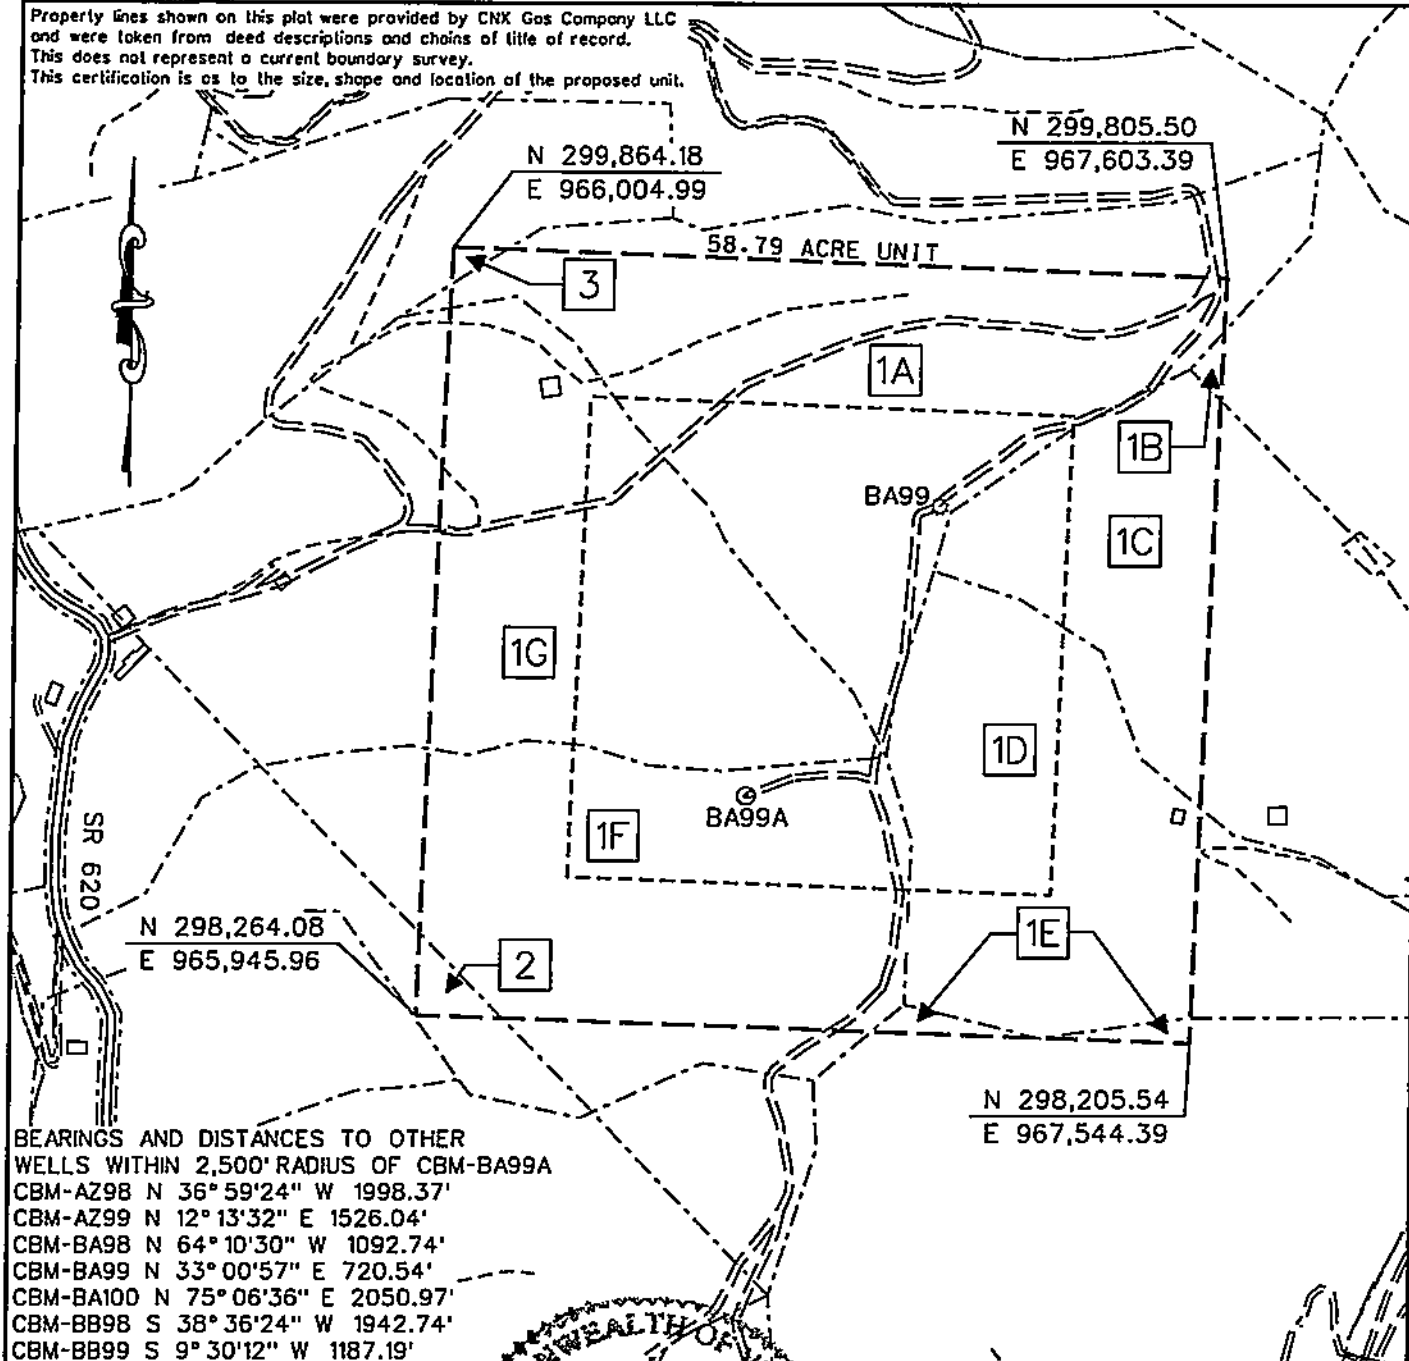 Property lines shown on this plat were provided by CNX Gas Company LLC
and were taken from deed descriptions and chains of title of record.
This does not represent a current boundary survey.
This certification is as to the size, shape and location of the proposed unit.
N 299,805.50
E 967,603.39
N 299,864.18
E 966,004.99
58.79 ACRE UNIT
3
1A
1B
BA99
1C
1G
1D
BA99A
1F
SR 620
N 298,264.08
E 965,945.96
1E
2
N 298,205.54
E 967,544.39
BEARINGS AND DISTANCES TO OTHER
WELLS WITHIN 2,500' RADIUS OF CBM-BA99A
CBM-AZ98 N 36°59'24" W 1998.37'
CBM-AZ99 N 12°13'32" E 1526.04'
CBM-BA98 N 64°10'30" W 1092.74'
CBM-BA99 N 33°00'57" E 720.54'
CBM-BA100 N 75°06'36" E 2050.97'
CBM-BB98 S 38°36'24" W 1942.74'
CBM-BB99 S 9°30'12" W 1187.19'
NWEALTH OF